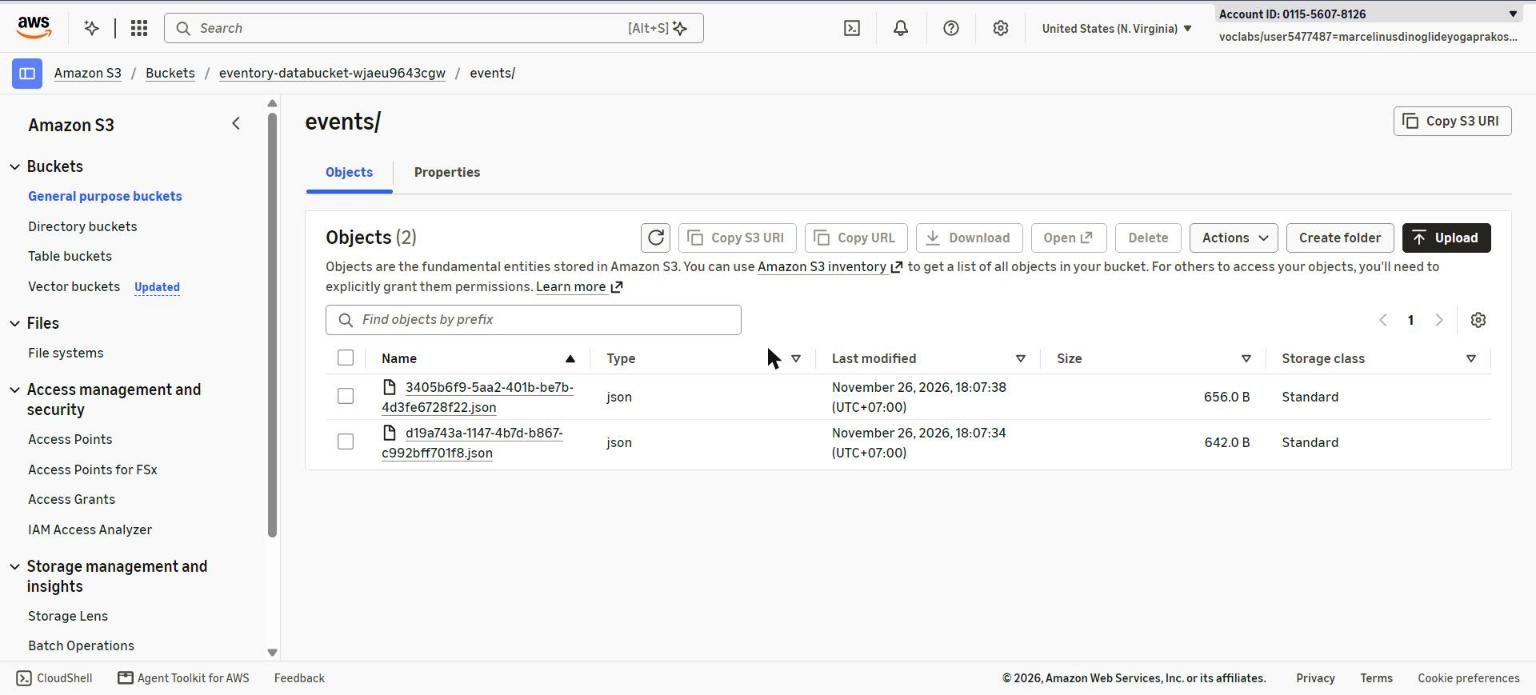 aws
Search [Alt+S]
United States (N. Virginia)
Account ID: 0115-5607-8126
voclabs/user5477487=marcelinusdinoglideyogaprakos...
Amazon S3 / Buckets / eventory-databucket-wjaeu9643cgw / events/
Amazon S3
Buckets
General purpose buckets
Directory buckets
Table buckets
Vector buckets Updated
Files
File systems
Access management and
security
Access Points
Access Points for FSx
Access Grants
IAM Access Analyzer
Storage management and
insights
Storage Lens
Batch Operations
events/
Copy S3 URI
Objects Properties
Objects (2)
Copy S3 URI Copy URL Download Open Delete Actions Create folder Upload
Objects are the fundamental entities stored in Amazon S3. You can use Amazon S3 inventory to get a list of all objects in your bucket. For others to access your objects, you'll need to
explicitly grant them permissions. Learn more
Find objects by prefix
1
Name Type Last modified Size Storage class
3405b6f9-5aa2-401b-be7b-
4d3fe6728f22.json
json
November 26, 2026, 18:07:38
(UTC+07:00)
656.0 B
Standard
d19a743a-1147-4b7d-b867-
c992bff701f8.json
json
November 26, 2026, 18:07:34
(UTC+07:00)
642.0 B
Standard
CloudShell Agent Toolkit for AWS Feedback
© 2026, Amazon Web Services, Inc. or its affiliates. Privacy Terms Cookie preferences